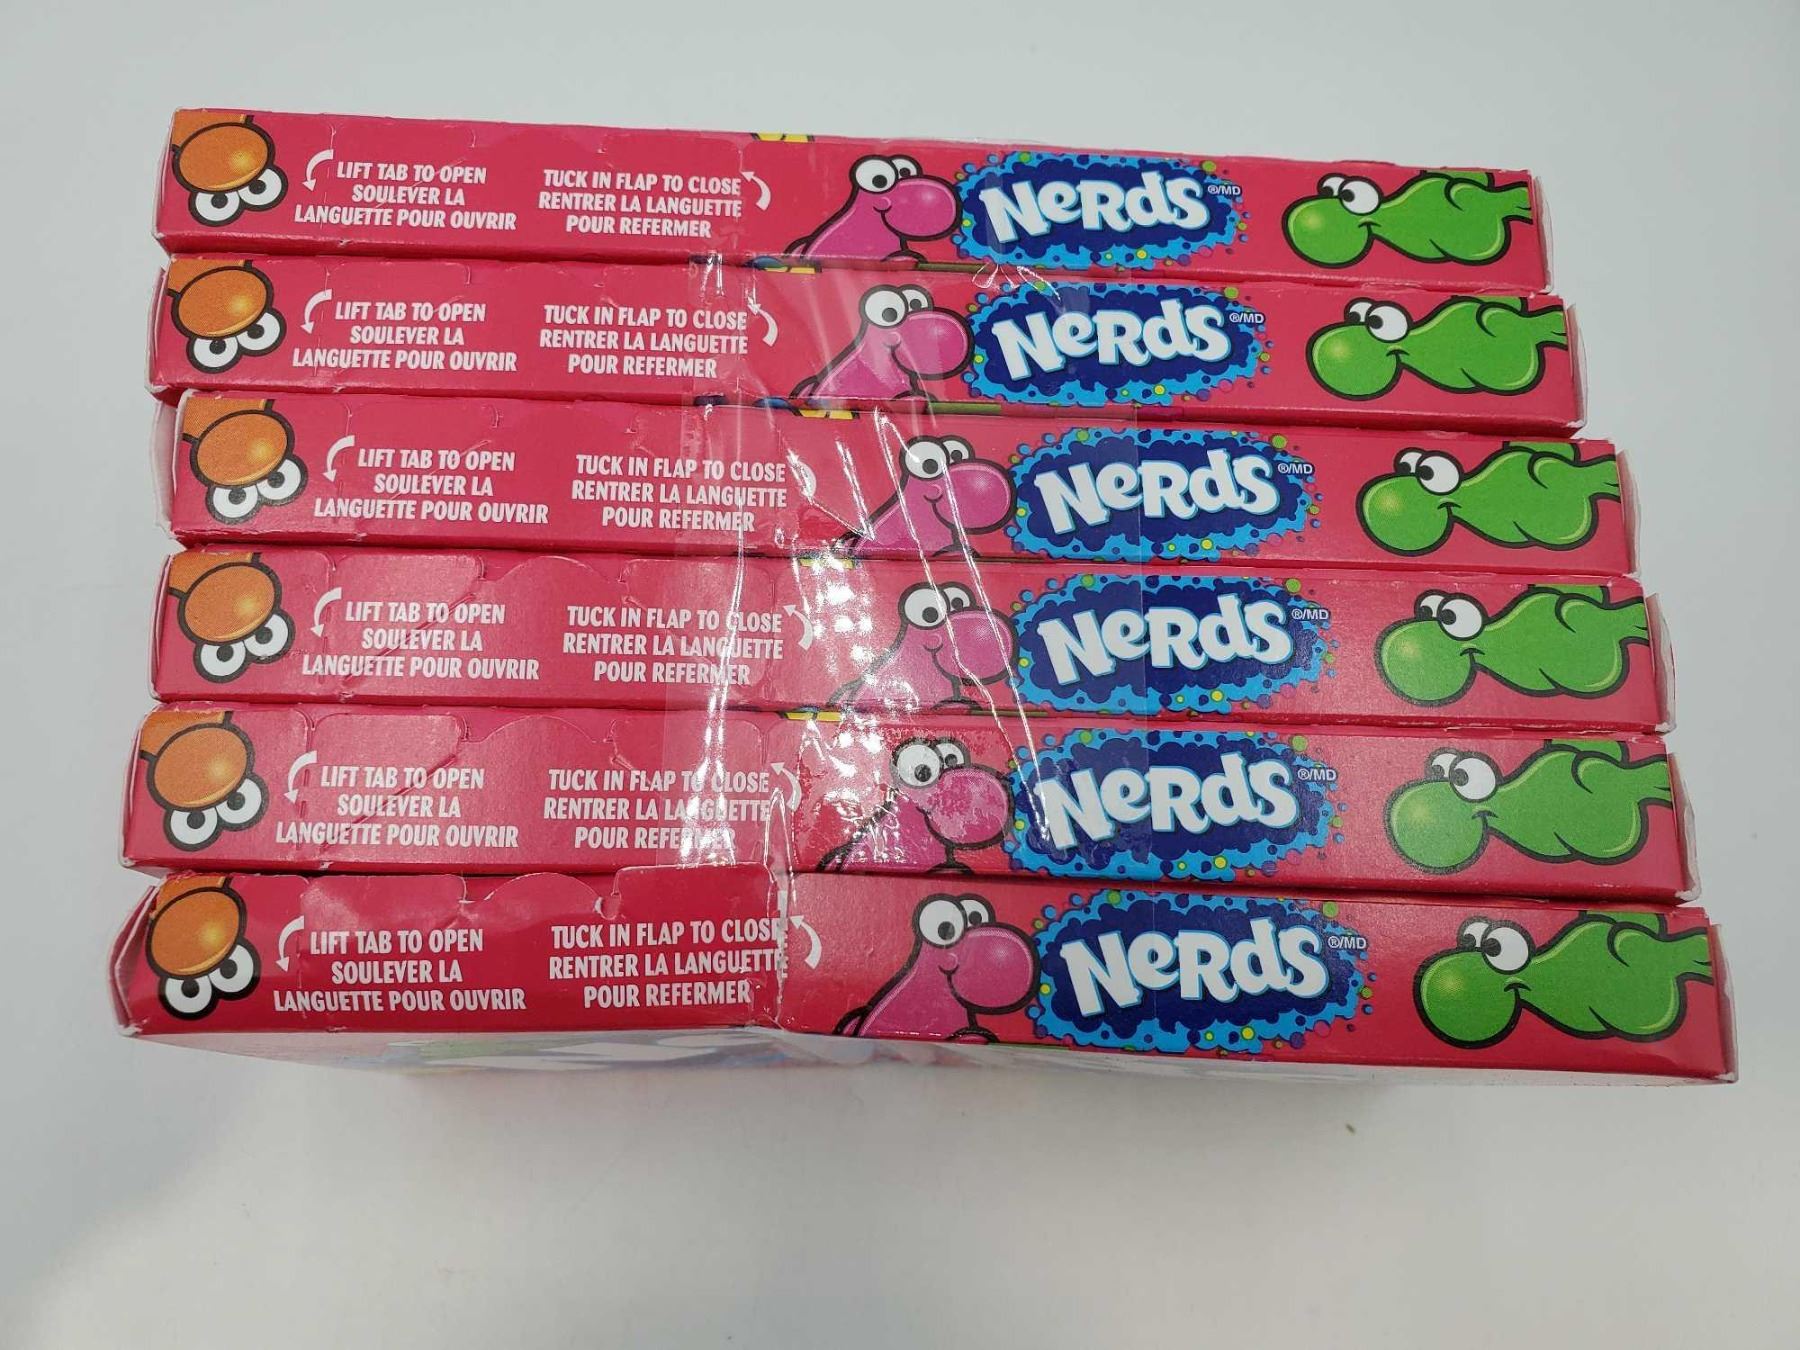 LIFT TAB TO OPEN
SOULEVER LA
LANGUETTE POUR OUVRIR
TUCK IN FLAP TO CLOSE
RENTRER LA LANGUETTE
POUR REFERMER
NeRdS ®/MD
LIFT TAB TO OPEN
SOULEVER LA
LANGUETTE POUR OUVRIR
TUCK IN FLAP TO CLOSE
RENTRER LA LANGUETTE
POUR REFERMER
NeRdS ®/MD
LIFT TAB TO OPEN
SOULEVER LA
LANGUETTE POUR OUVRIR
TUCK IN FLAP TO CLOSE
RENTRER LA LANGUETTE
POUR REFERMER
NeRdS ®/MD
LIFT TAB TO OPEN
SOULEVER LA
LANGUETTE POUR OUVRIR
TUCK IN FLAP TO CLOSE
RENTRER LA LANGUETTE
POUR REFERMER
NeRdS ®/MD
LIFT TAB TO OPEN
SOULEVER LA
LANGUETTE POUR OUVRIR
TUCK IN FLAP TO CLOSE
RENTRER LA LANGUETTE
POUR REFERMER
NeRdS ®/MD
LIFT TAB TO OPEN
SOULEVER LA
LANGUETTE POUR OUVRIR
TUCK IN FLAP TO CLOSE
RENTRER LA LANGUETTE
POUR REFERMER
NeRdS ®/MD